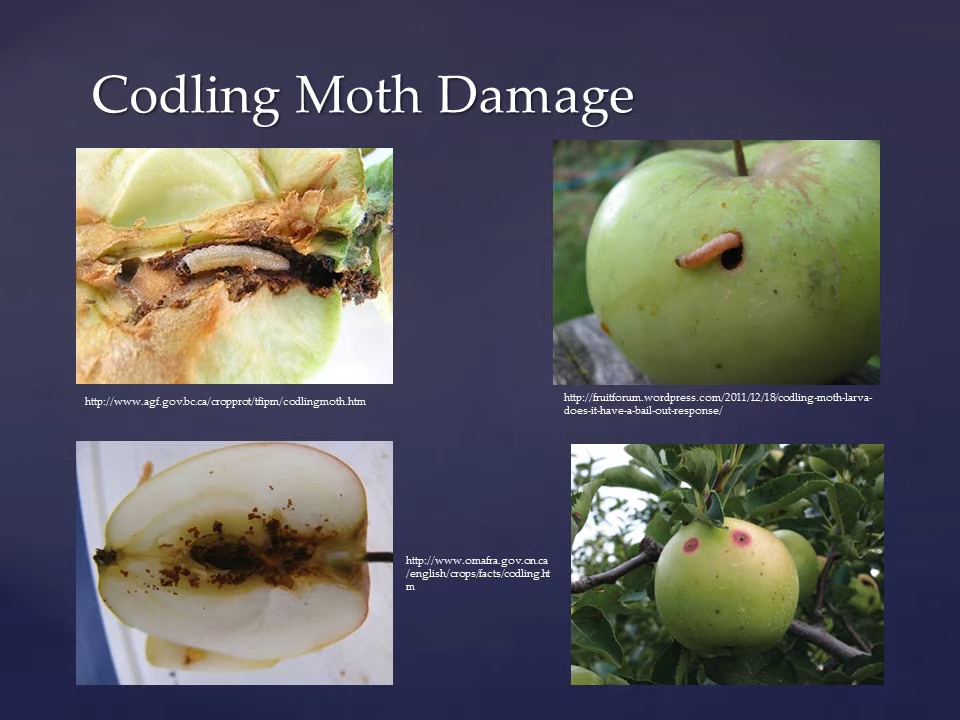 Codling Moth Damage
http://www.agf.gov.bc.ca/cropprot/tfipm/codlingmoth.htm
http://fruitforum.wordpress.com/2011/12/18/codling-moth-larva-
does-it-have-a-bail-out-response/
http://www.omafra.gov.on.ca
/english/crops/facts/codling.ht
m